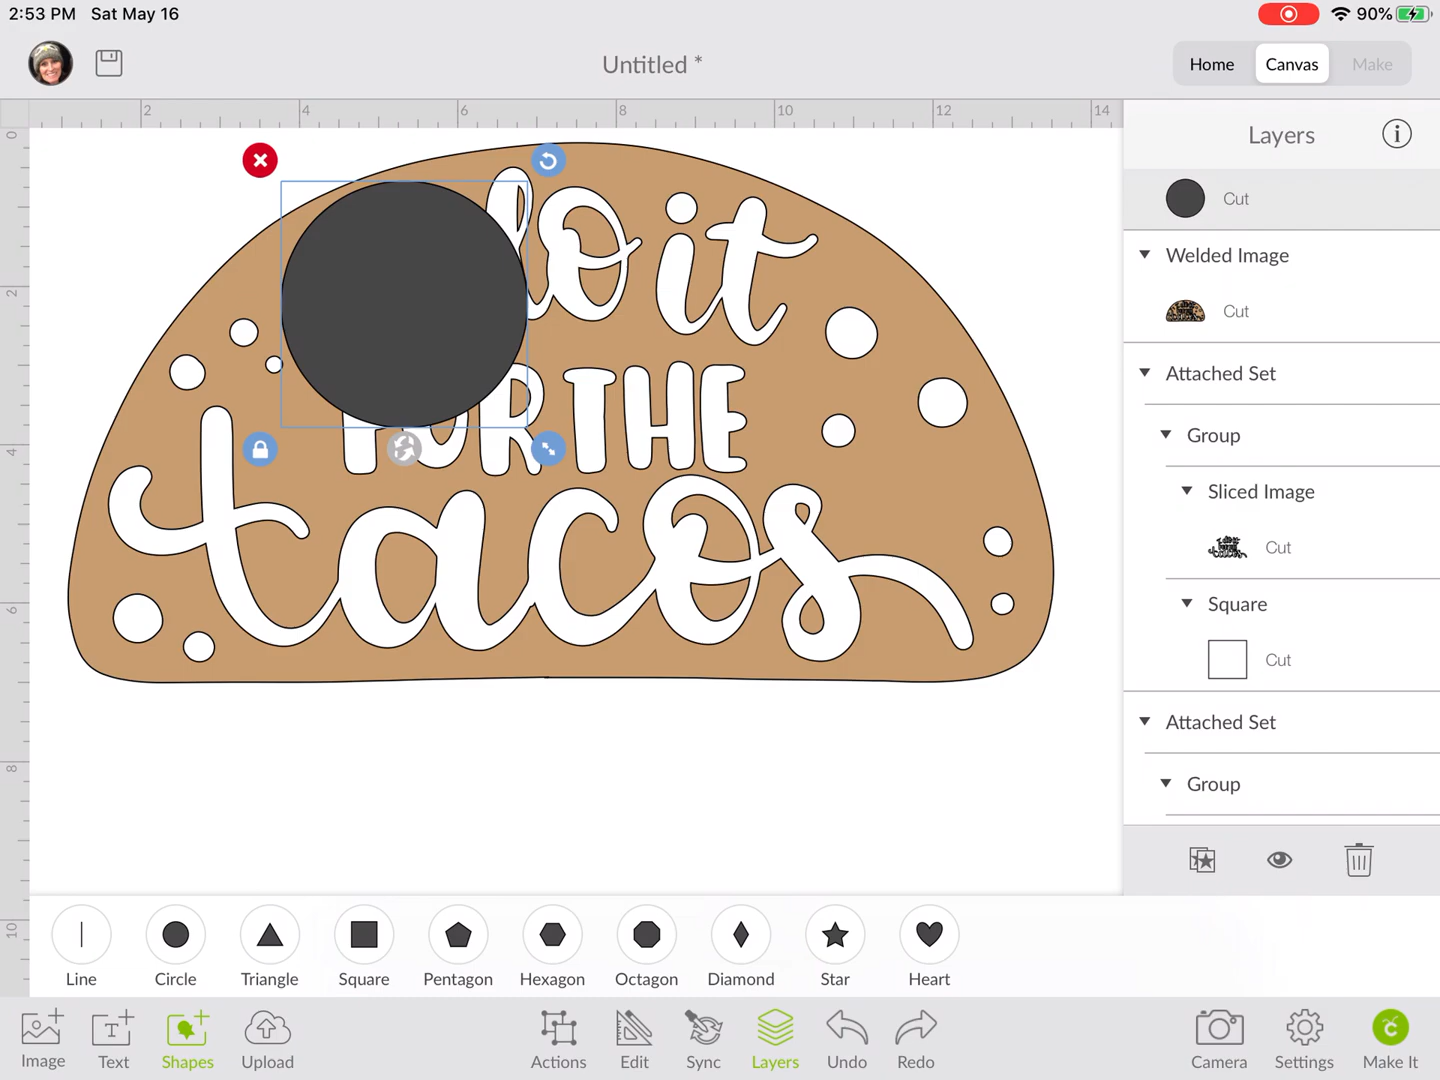 2:53 PM Sat May 16
90%
Untitled *
Home Canvas Make
2 4 6 8 10 12 14
0
2
4
6
8
10
do it
FOR THE
tacos
Layers
Cut
Welded Image
Cut
Attached Set
Group
Sliced Image
Cut
Square
Cut
Attached Set
Group
Line Circle Triangle Square Pentagon Hexagon Octagon Diamond Star Heart
Image Text Shapes Upload Actions Edit Sync Layers Undo Redo Camera Settings Make It